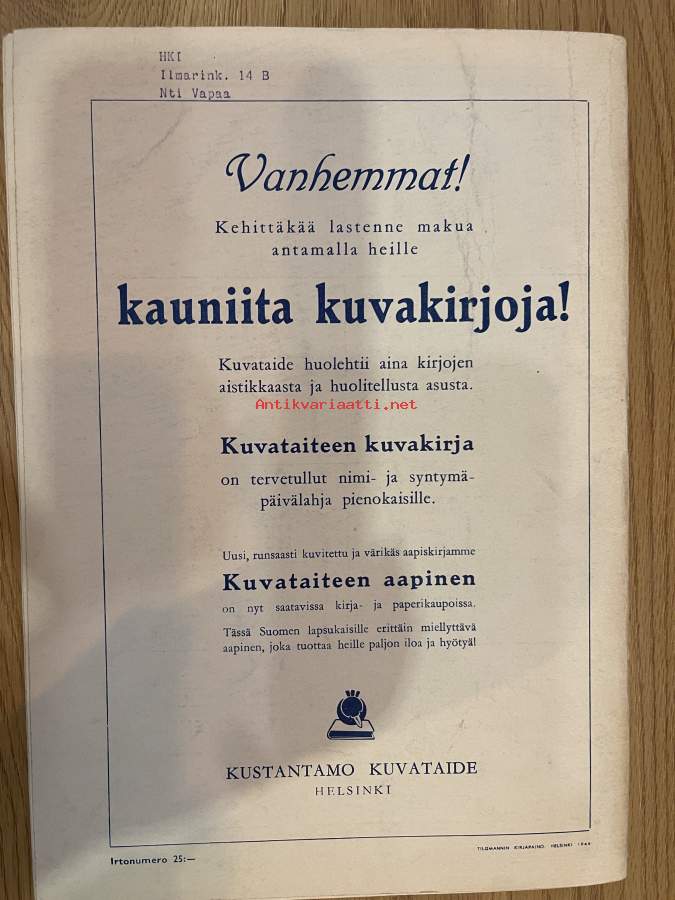 HKI
Ilmarink. 14 B
Nti Vapaa
Vanhemmat!
Kehittäkää lastenne makua
antamalla heille
kauniita kuvakirjoja!
Kuvataide huolehtii aina kirjojen
aistikkaasta ja huolitellusta asusta.
Antikvariaatti.net
Kuvataiteen kuvakirja
on tervetullut nimi- ja syntymä-
päivälahja pienokaisille.
Uusi, runsaasti kuvitettu ja värikäs aapiskirjamme
Kuvataiteen aapinen
on nyt saatavissa kirja- ja paperikaupoissa.
Tässä Suomen lapsukaisille erittäin miellyttävä
aapinen, joka tuottaa heille paljon iloa ja hyötyä!
KUSTANTAMO KUVATAIDE
HELSINKI
Irtonumero 25:—
TILGMANNIN KIRJAPAINO, HELSINKI